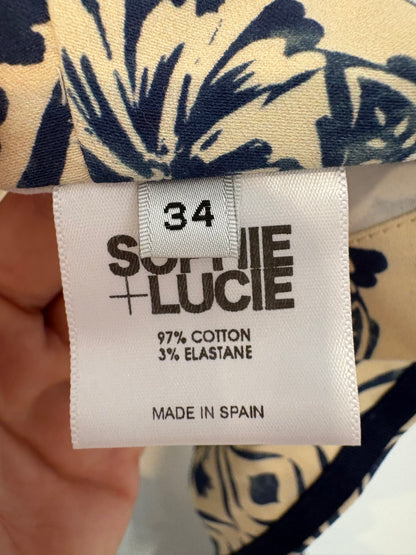 34
SOPHIE
+LUCIE
97% COTTON
3% ELASTANE
MADE IN SPAIN